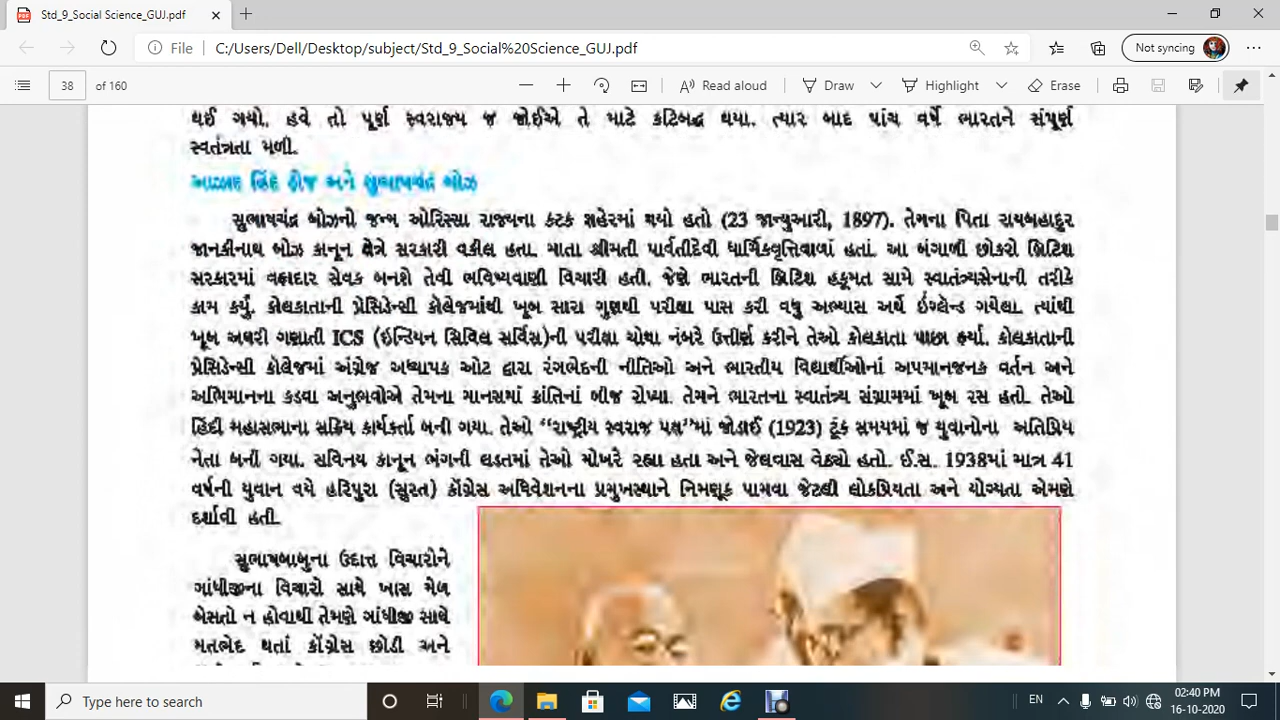 Std_9_Social Science_GUJ.pdf
File C:/Users/Dell/Desktop/subject/Std_9_Social%20Science_GUJ.pdf Not syncing
38 of 160 Read aloud Draw Highlight Erase
થઈ ગયો. હવે તો પૂર્ણ સ્વરાજ્ય જ જોઈએ તે માટે કટિબદ્ધ થયા. ત્યાર બાદ પાંચ વર્ષે ભારતને સંપૂર્ણ
સ્વતંત્રતા મળી.
આઝાદ હિંદ ફોજ અને સુભાષચંદ્ર બોઝ
સુભાષચંદ્ર બોઝનો જન્મ ઓરિસ્સા રાજ્યના કટક શહેરમાં થયો હતો (23 જાન્યુઆરી, 1897). તેમના પિતા રાયબહાદુર
જાનકીનાથ બોઝ કાનૂન ક્ષેત્રે સરકારી વકીલ હતા. માતા શ્રીમતી પાર્વતીદેવી ધાર્મિકવૃત્તિવાળાં હતાં. આ બંગાળી છોકરો બ્રિટિશ
સરકારમાં વફાદાર સેવક બનશે તેવી ભવિષ્યવાણી વિચારી હતી. જેણે ભારતની બ્રિટિશ હકૂમત સામે સ્વાતંત્ર્યસેનાની તરીકે
કામ કર્યું. કોલકાતાની પ્રેસિડેન્સી કૉલેજમાંથી ખૂબ સારા ગુણથી પરીક્ષા પાસ કરી વધુ અભ્યાસ અર્થે ઇંગ્લેન્ડ ગયેલા. ત્યાંથી
ખૂબ અઘરી ગણાતી ICS (ઇન્ડિયન સિવિલ સર્વિસ)ની પરીક્ષા ચોથા નંબરે ઉત્તીર્ણ કરીને તેઓ કોલકાતા પાછા ફર્યા. કોલકાતાની
પ્રેસિડેન્સી કૉલેજમાં અંગ્રેજ અધ્યાપક ઓટ દ્વારા રંગભેદની નીતિઓ અને ભારતીય વિદ્યાર્થીઓનાં અપમાનજનક વર્તન અને
અભિમાનના કડવા અનુભવોએ તેમના માનસમાં ક્રાંતિનાં બીજ રોપ્યા. તેમને ભારતના સ્વાતંત્ર્ય સંગ્રામમાં ખૂબ રસ હતો. તેઓ
હિંદી મહાસભાના સક્રિય કાર્યકર્તા બની ગયા. તેઓ “રાષ્ટ્રીય સ્વરાજ પક્ષ”માં જોડાઈ (1923) ટૂંક સમયમાં જ યુવાનોના અતિપ્રિય
નેતા બની ગયા. સવિનય કાનૂન ભંગની લડતમાં તેઓ મોખરે રહ્યા હતા અને જેલવાસ વેઠ્યો હતો. ઈ.સ. 1938માં માત્ર 41
વર્ષની યુવાન વયે હરિપુરા (સુરત) કૉંગ્રેસ અધિવેશનના પ્રમુખસ્થાને નિમણૂક પામવા જેટલી લોકપ્રિયતા અને યોગ્યતા એમણે
દર્શાવી હતી.
સુભાષબાબુના ઉદાત્ત વિચારોને
ગાંધીજીના વિચારો સાથે ખાસ મેળ
બેસતો ન હોવાથી તેમણે ગાંધીજી સાથે
મતભેદ થતાં કૉંગ્રેસ છોડી અને
Type here to search EN 02:40 PM
16-10-2020